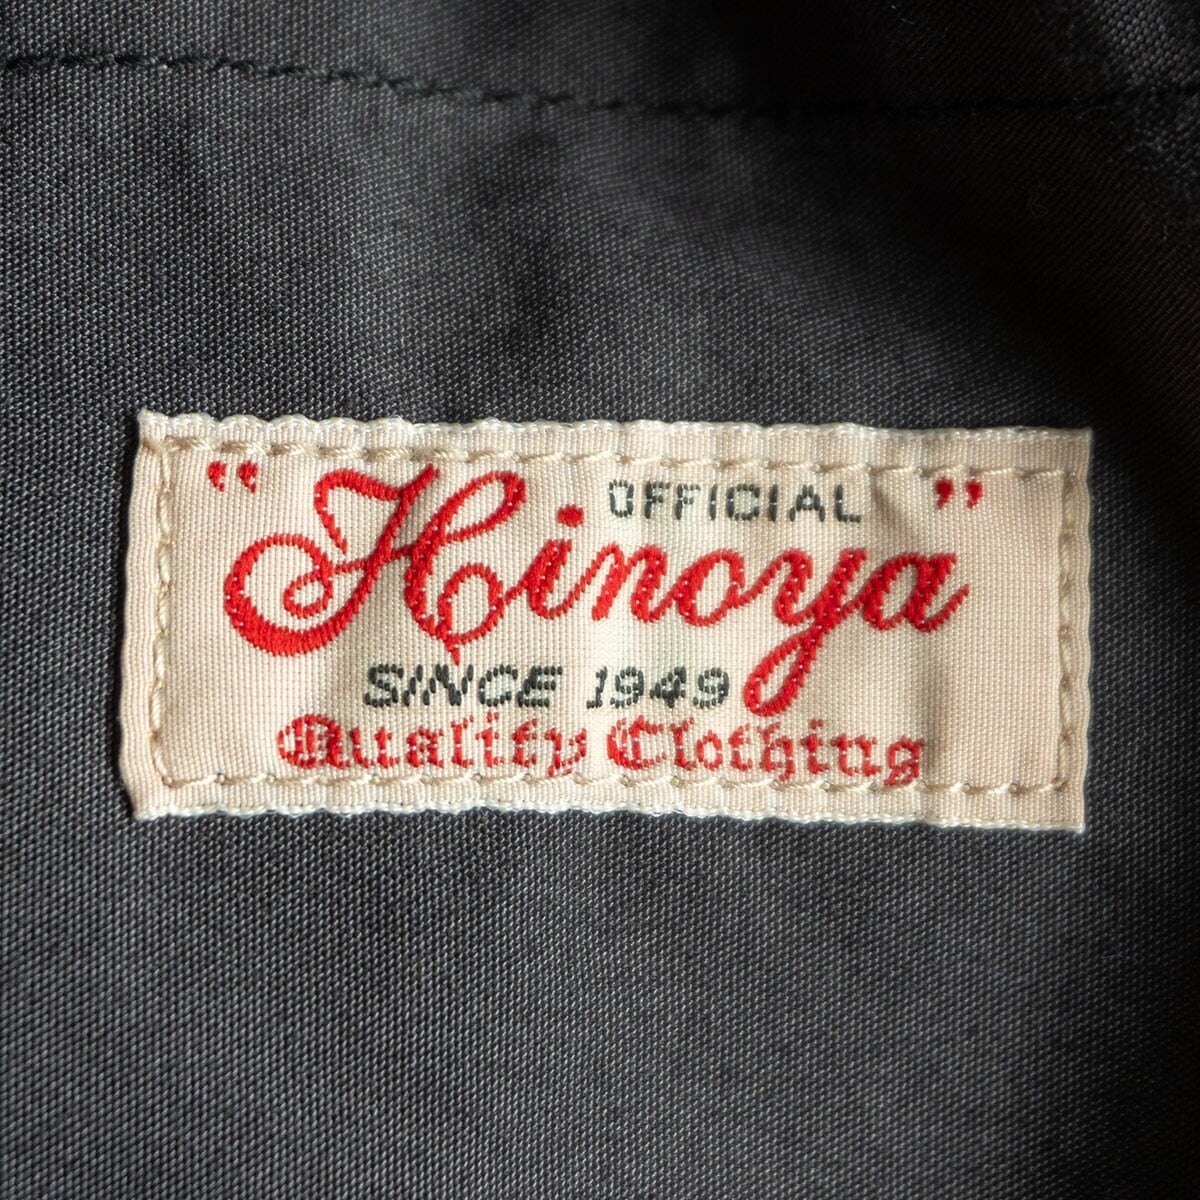 OFFICIAL
"Hinoya"
SINCE 1949
Quality Clothing